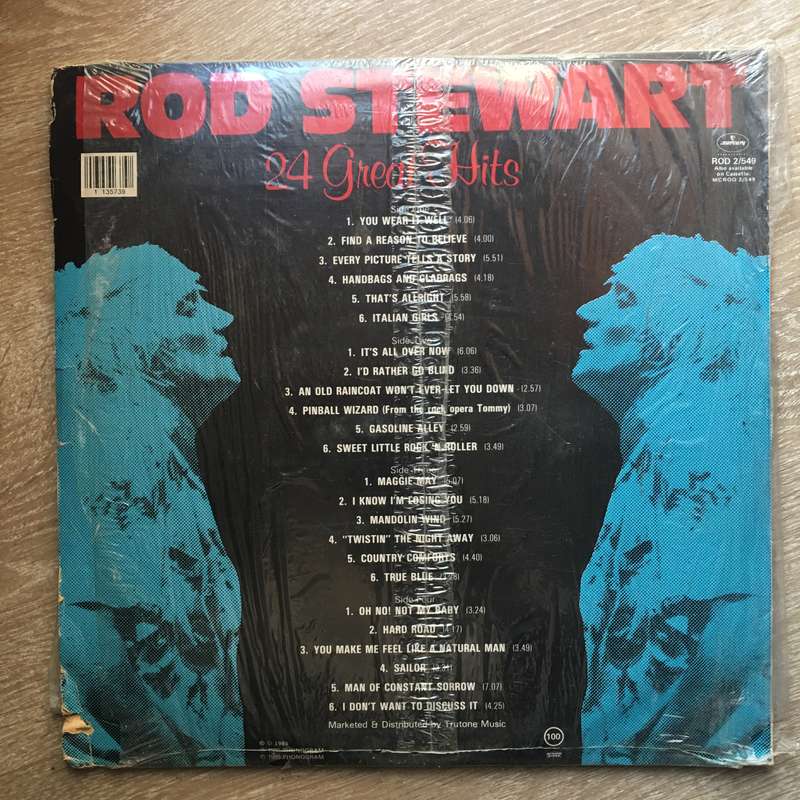 ROD STEWART
24 Great Hits
mercury
ROD 2/549
Also available
on Cassette.
MCROD 2/549
1 135739
Side One
1. YOU WEAR IT WELL (4.06)
2. FIND A REASON TO BELIEVE (4.00)
3. EVERY PICTURE TELLS A STORY (5.51)
4. HANDBAGS AND GLADRAGS (4.18)
5. THAT'S ALRIGHT (5.58)
6. ITALIAN GIRLS
Side Two
1. IT'S ALL OVER NOW (6.06)
2. I'D RATHER GO BLIND (3.36)
3. AN OLD RAINCOAT WON'T EVER LET YOU DOWN (2.57)
4. PINBALL WIZARD (From the rock opera Tommy) (3.07)
5. GASOLINE ALLEY (2.59)
6. SWEET LITTLE ROCK 'N ROLLER (3.49)
Side Three
1. MAGGIE MAY (5.07)
2. I KNOW I'M LOSING YOU (5.18)
3. MANDOLIN WIND (5.27)
4. "TWISTIN" THE NIGHT AWAY (3.06)
5. COUNTRY COMFORTS (4.40)
6. TRUE BLUE
Side Four
1. OH NO! NOT MY BABY (3.24)
2. HARD ROAD
3. YOU MAKE ME FEEL LIKE A NATURAL MAN (3.49)
4. SAILOR
5. MAN OF CONSTANT SORROW (7.07)
6. I DON'T WANT TO DISCUSS IT (4.25)
Marketed & Distributed by Trutone Music
100
PHONOGRAM